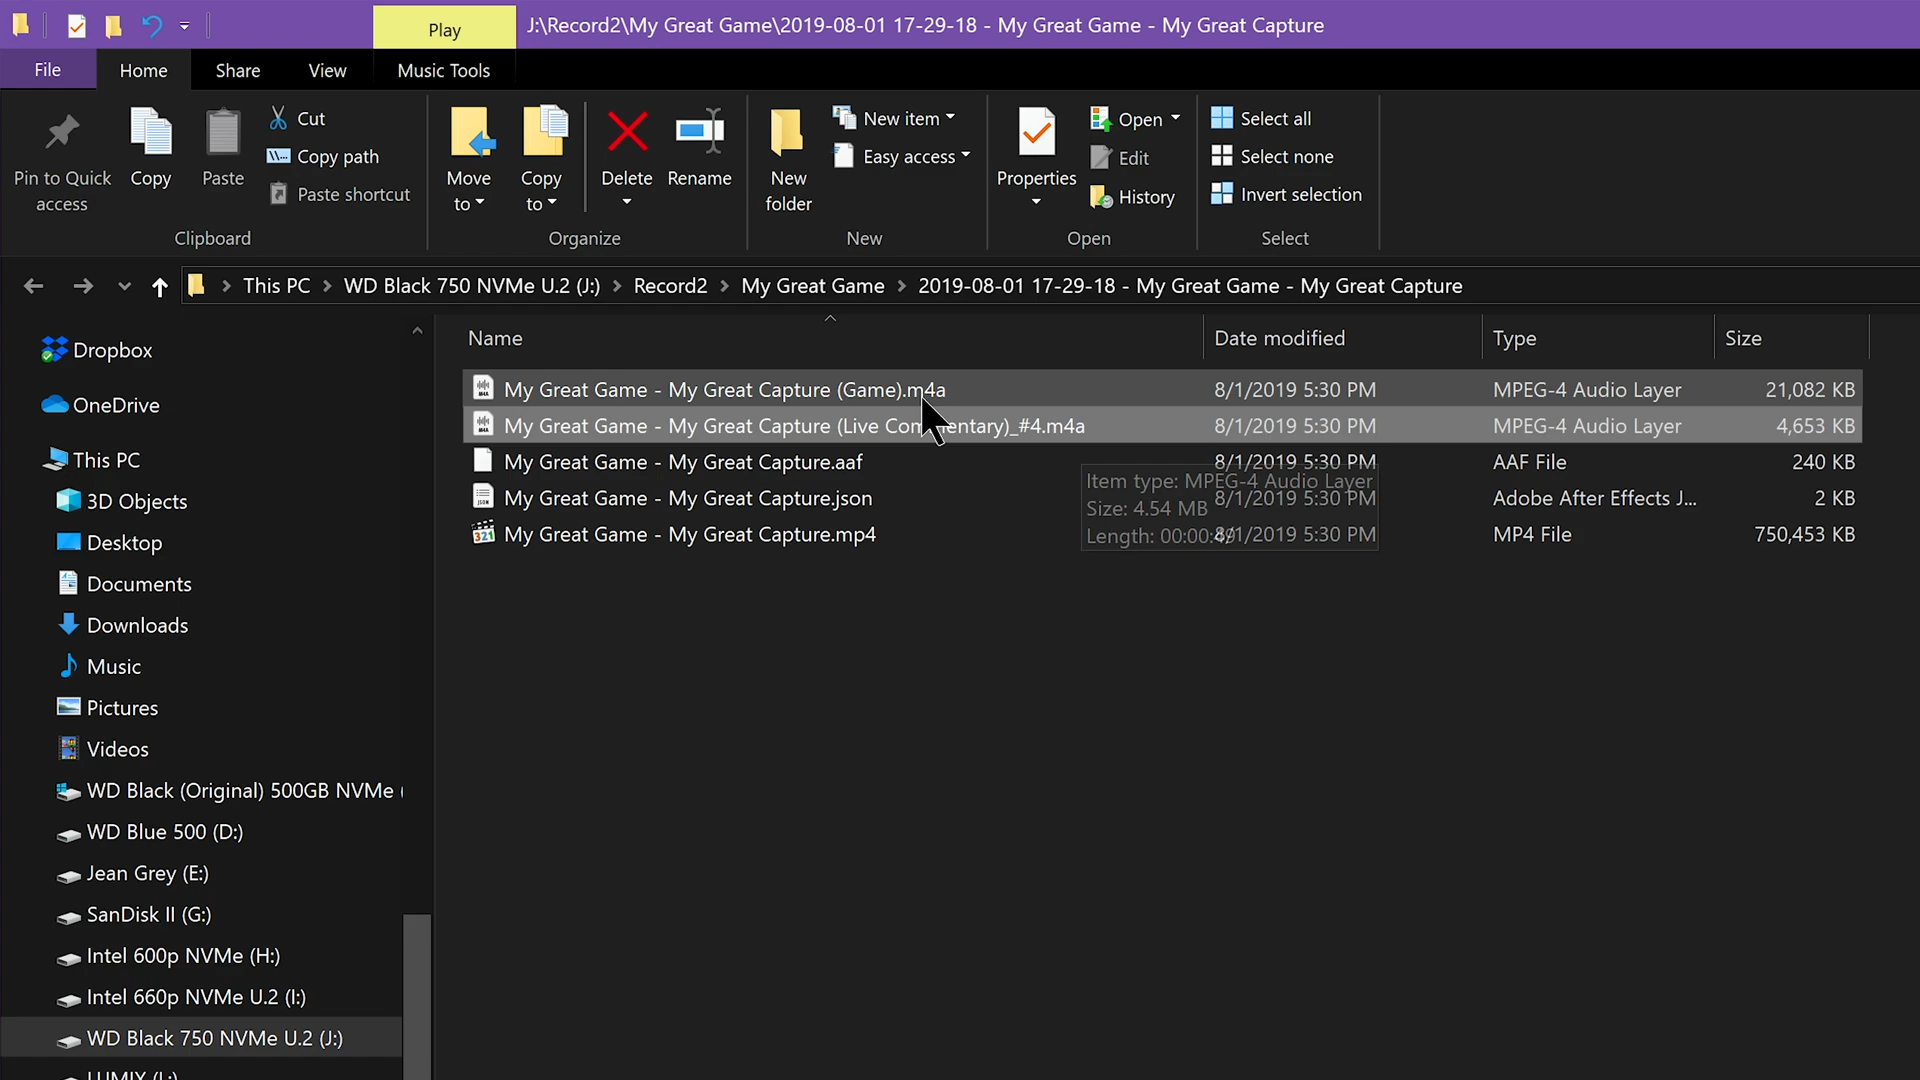 Play
J:\Record2\My Great Game\2019-08-01 17-29-18 - My Great Game - My Great Capture
File Home Share View Music Tools
Pin to Quick access
Copy
Paste
Cut
Copy path
Paste shortcut
Move to
Copy to
Delete
Rename
New folder
New item
Easy access
Properties
Open
Edit
History
Select all
Select none
Invert selection
Clipboard Organize New Open Select
This PC > WD Black 750 NVMe U.2 (J:) > Record2 > My Great Game > 2019-08-01 17-29-18 - My Great Game - My Great Capture
Dropbox
OneDrive
This PC
3D Objects
Desktop
Documents
Downloads
Music
Pictures
Videos
WD Black (Original) 500GB NVMe (
WD Blue 500 (D:)
Jean Grey (E:)
SanDisk II (G:)
Intel 600p NVMe (H:)
Intel 660p NVMe U.2 (I:)
WD Black 750 NVMe U.2 (J:)
LUMIX (L:)
Name Date modified Type Size
My Great Game - My Great Capture (Game).m4a 8/1/2019 5:30 PM MPEG-4 Audio Layer 21,082 KB
My Great Game - My Great Capture (Live Commentary)_#4.m4a 8/1/2019 5:30 PM MPEG-4 Audio Layer 4,653 KB
My Great Game - My Great Capture.aaf 8/1/2019 5:30 PM AAF File 240 KB
My Great Game - My Great Capture.json 8/1/2019 5:30 PM Adobe After Effects J... 2 KB
My Great Game - My Great Capture.mp4 8/1/2019 5:30 PM MP4 File 750,453 KB
Item type: MPEG-4 Audio Layer
Size: 4.54 MB
Length: 00:00:49